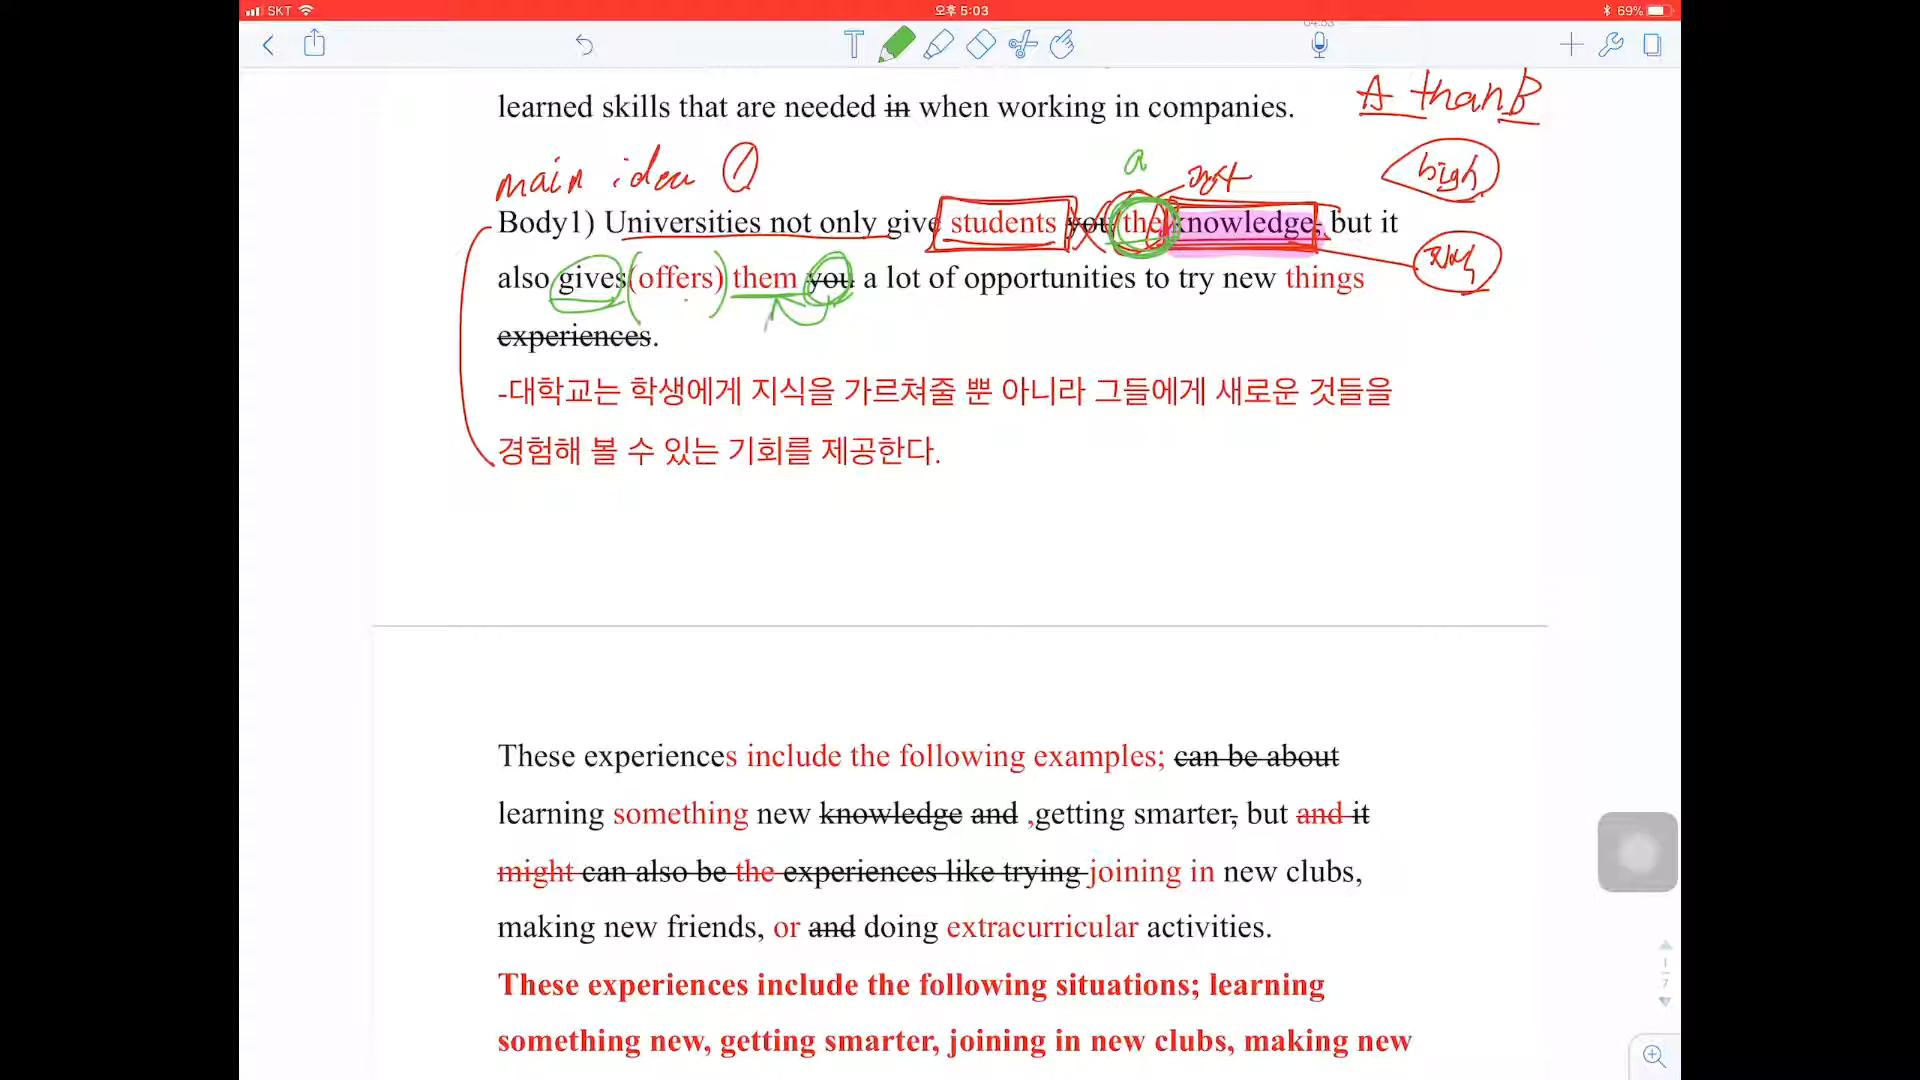 SKT 오후 5:03 69%
learned skills that are needed in when working in companies.
A than B
main idea ①
a
high
Body1) Universities not only give students you the knowledge, but it
지식
also gives(offers) them you a lot of opportunities to try new things
experiences.
-대학교는 학생에게 지식을 가르쳐줄 뿐 아니라 그들에게 새로운 것들을
경험해 볼 수 있는 기회를 제공한다.
These experiences include the following examples; can be about
learning something new knowledge and ,getting smarter, but and it
might can also be the experiences like trying joining in new clubs,
making new friends, or and doing extracurricular activities.
These experiences include the following situations; learning
something new, getting smarter, joining in new clubs, making new
1
7